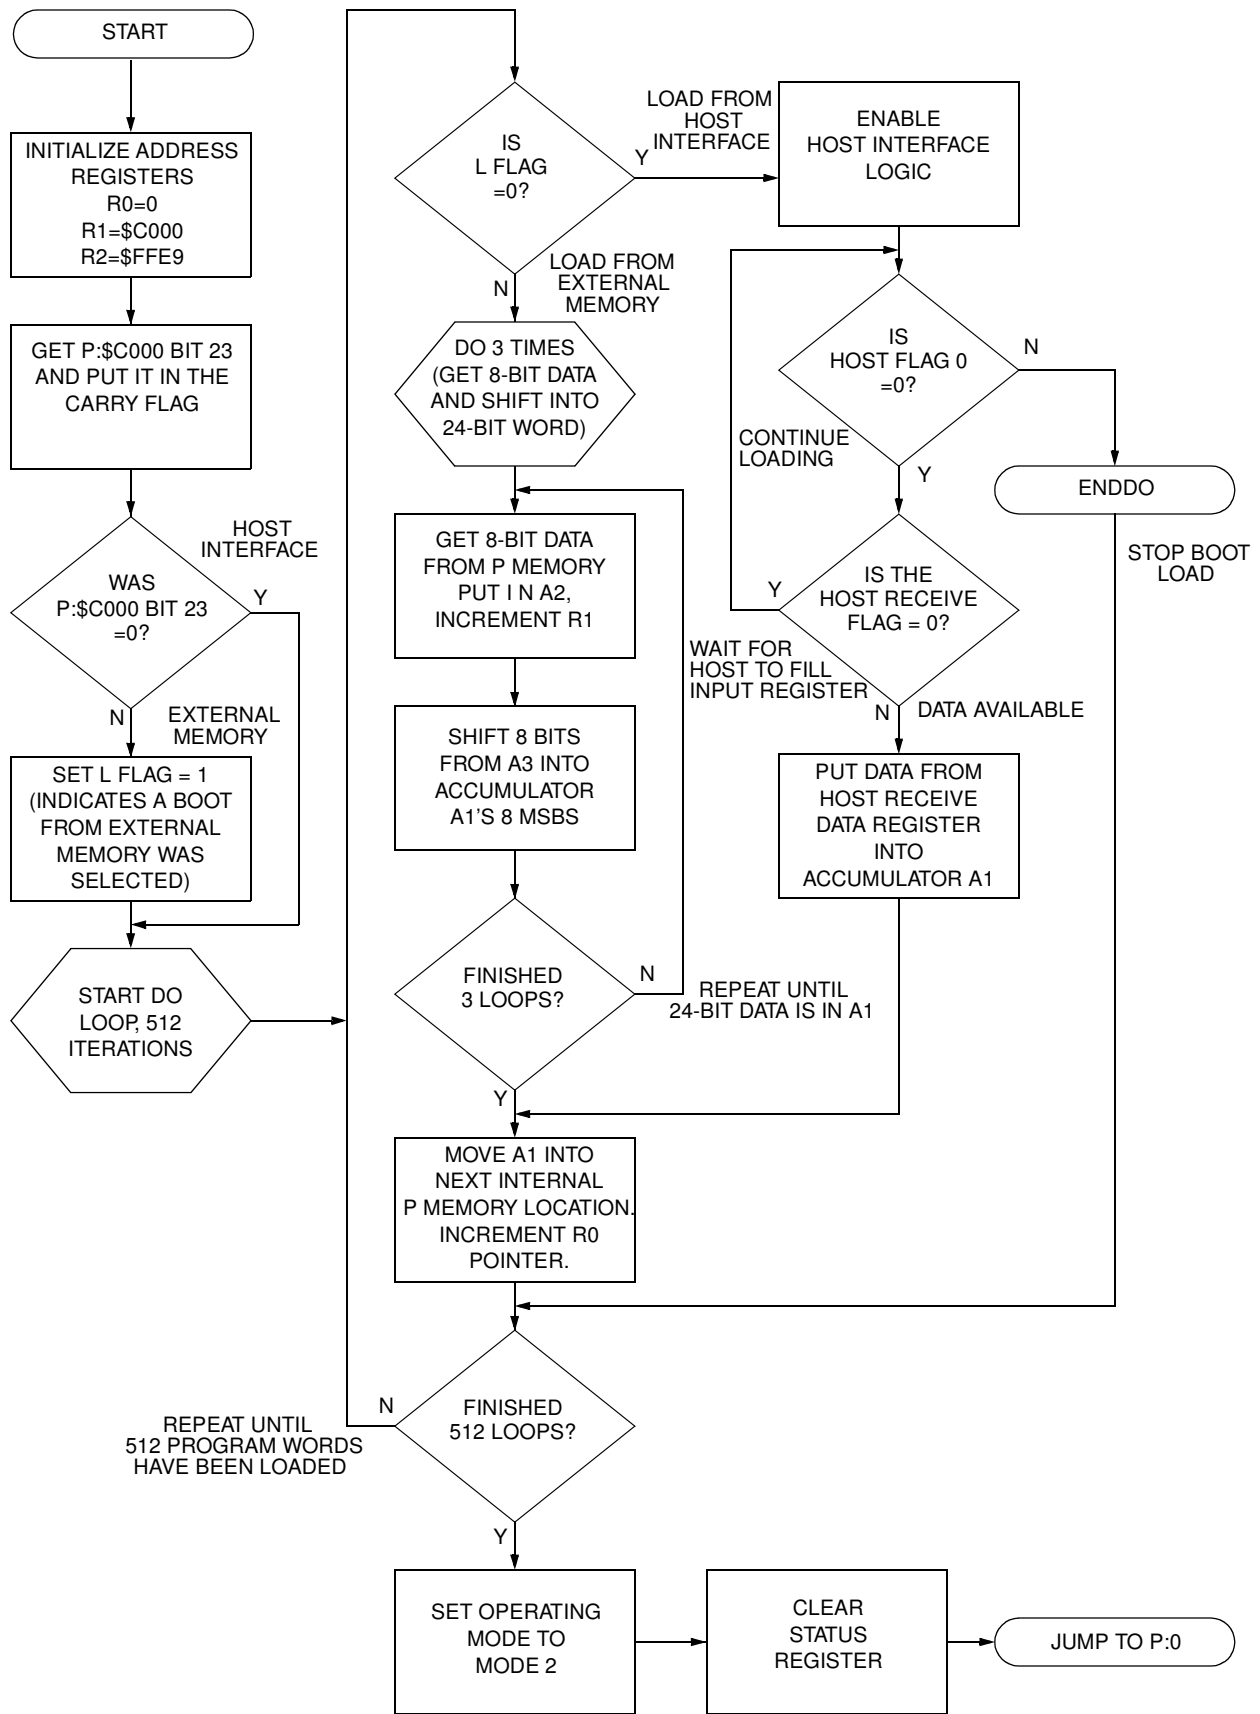 START
INITIALIZE ADDRESS
REGISTERS
R0=0
R1=$C000
R2=$FFE9
GET P:$C000 BIT 23
AND PUT IT IN THE
CARRY FLAG
HOST
INTERFACE
WAS
P:$C000 BIT 23
=0?
Y
N
EXTERNAL
MEMORY
SET L FLAG = 1
(INDICATES A BOOT
FROM EXTERNAL
MEMORY WAS
SELECTED)
START DO
LOOP, 512
ITERATIONS
IS
L FLAG
=0?
Y
LOAD FROM
HOST
INTERFACE
N
LOAD FROM
EXTERNAL
MEMORY
DO 3 TIMES
(GET 8-BIT DATA
AND SHIFT INTO
24-BIT WORD)
GET 8-BIT DATA
FROM P MEMORY
PUT I N A2,
INCREMENT R1
SHIFT 8 BITS
FROM A3 INTO
ACCUMULATOR
A1'S 8 MSBS
FINISHED
3 LOOPS?
N
REPEAT UNTIL
24-BIT DATA IS IN A1
Y
ENABLE
HOST INTERFACE
LOGIC
IS
HOST FLAG 0
=0?
N
Y
CONTINUE
LOADING
ENDDO
STOP BOOT
LOAD
IS THE
HOST RECEIVE
FLAG = 0?
Y
WAIT FOR
HOST TO FILL
INPUT REGISTER
N
DATA AVAILABLE
PUT DATA FROM
HOST RECEIVE
DATA REGISTER
INTO
ACCUMULATOR A1
MOVE A1 INTO
NEXT INTERNAL
P MEMORY LOCATION.
INCREMENT R0
POINTER.
FINISHED
512 LOOPS?
N
REPEAT UNTIL
512 PROGRAM WORDS
HAVE BEEN LOADED
Y
SET OPERATING
MODE TO
MODE 2
CLEAR
STATUS
REGISTER
JUMP TO P:0